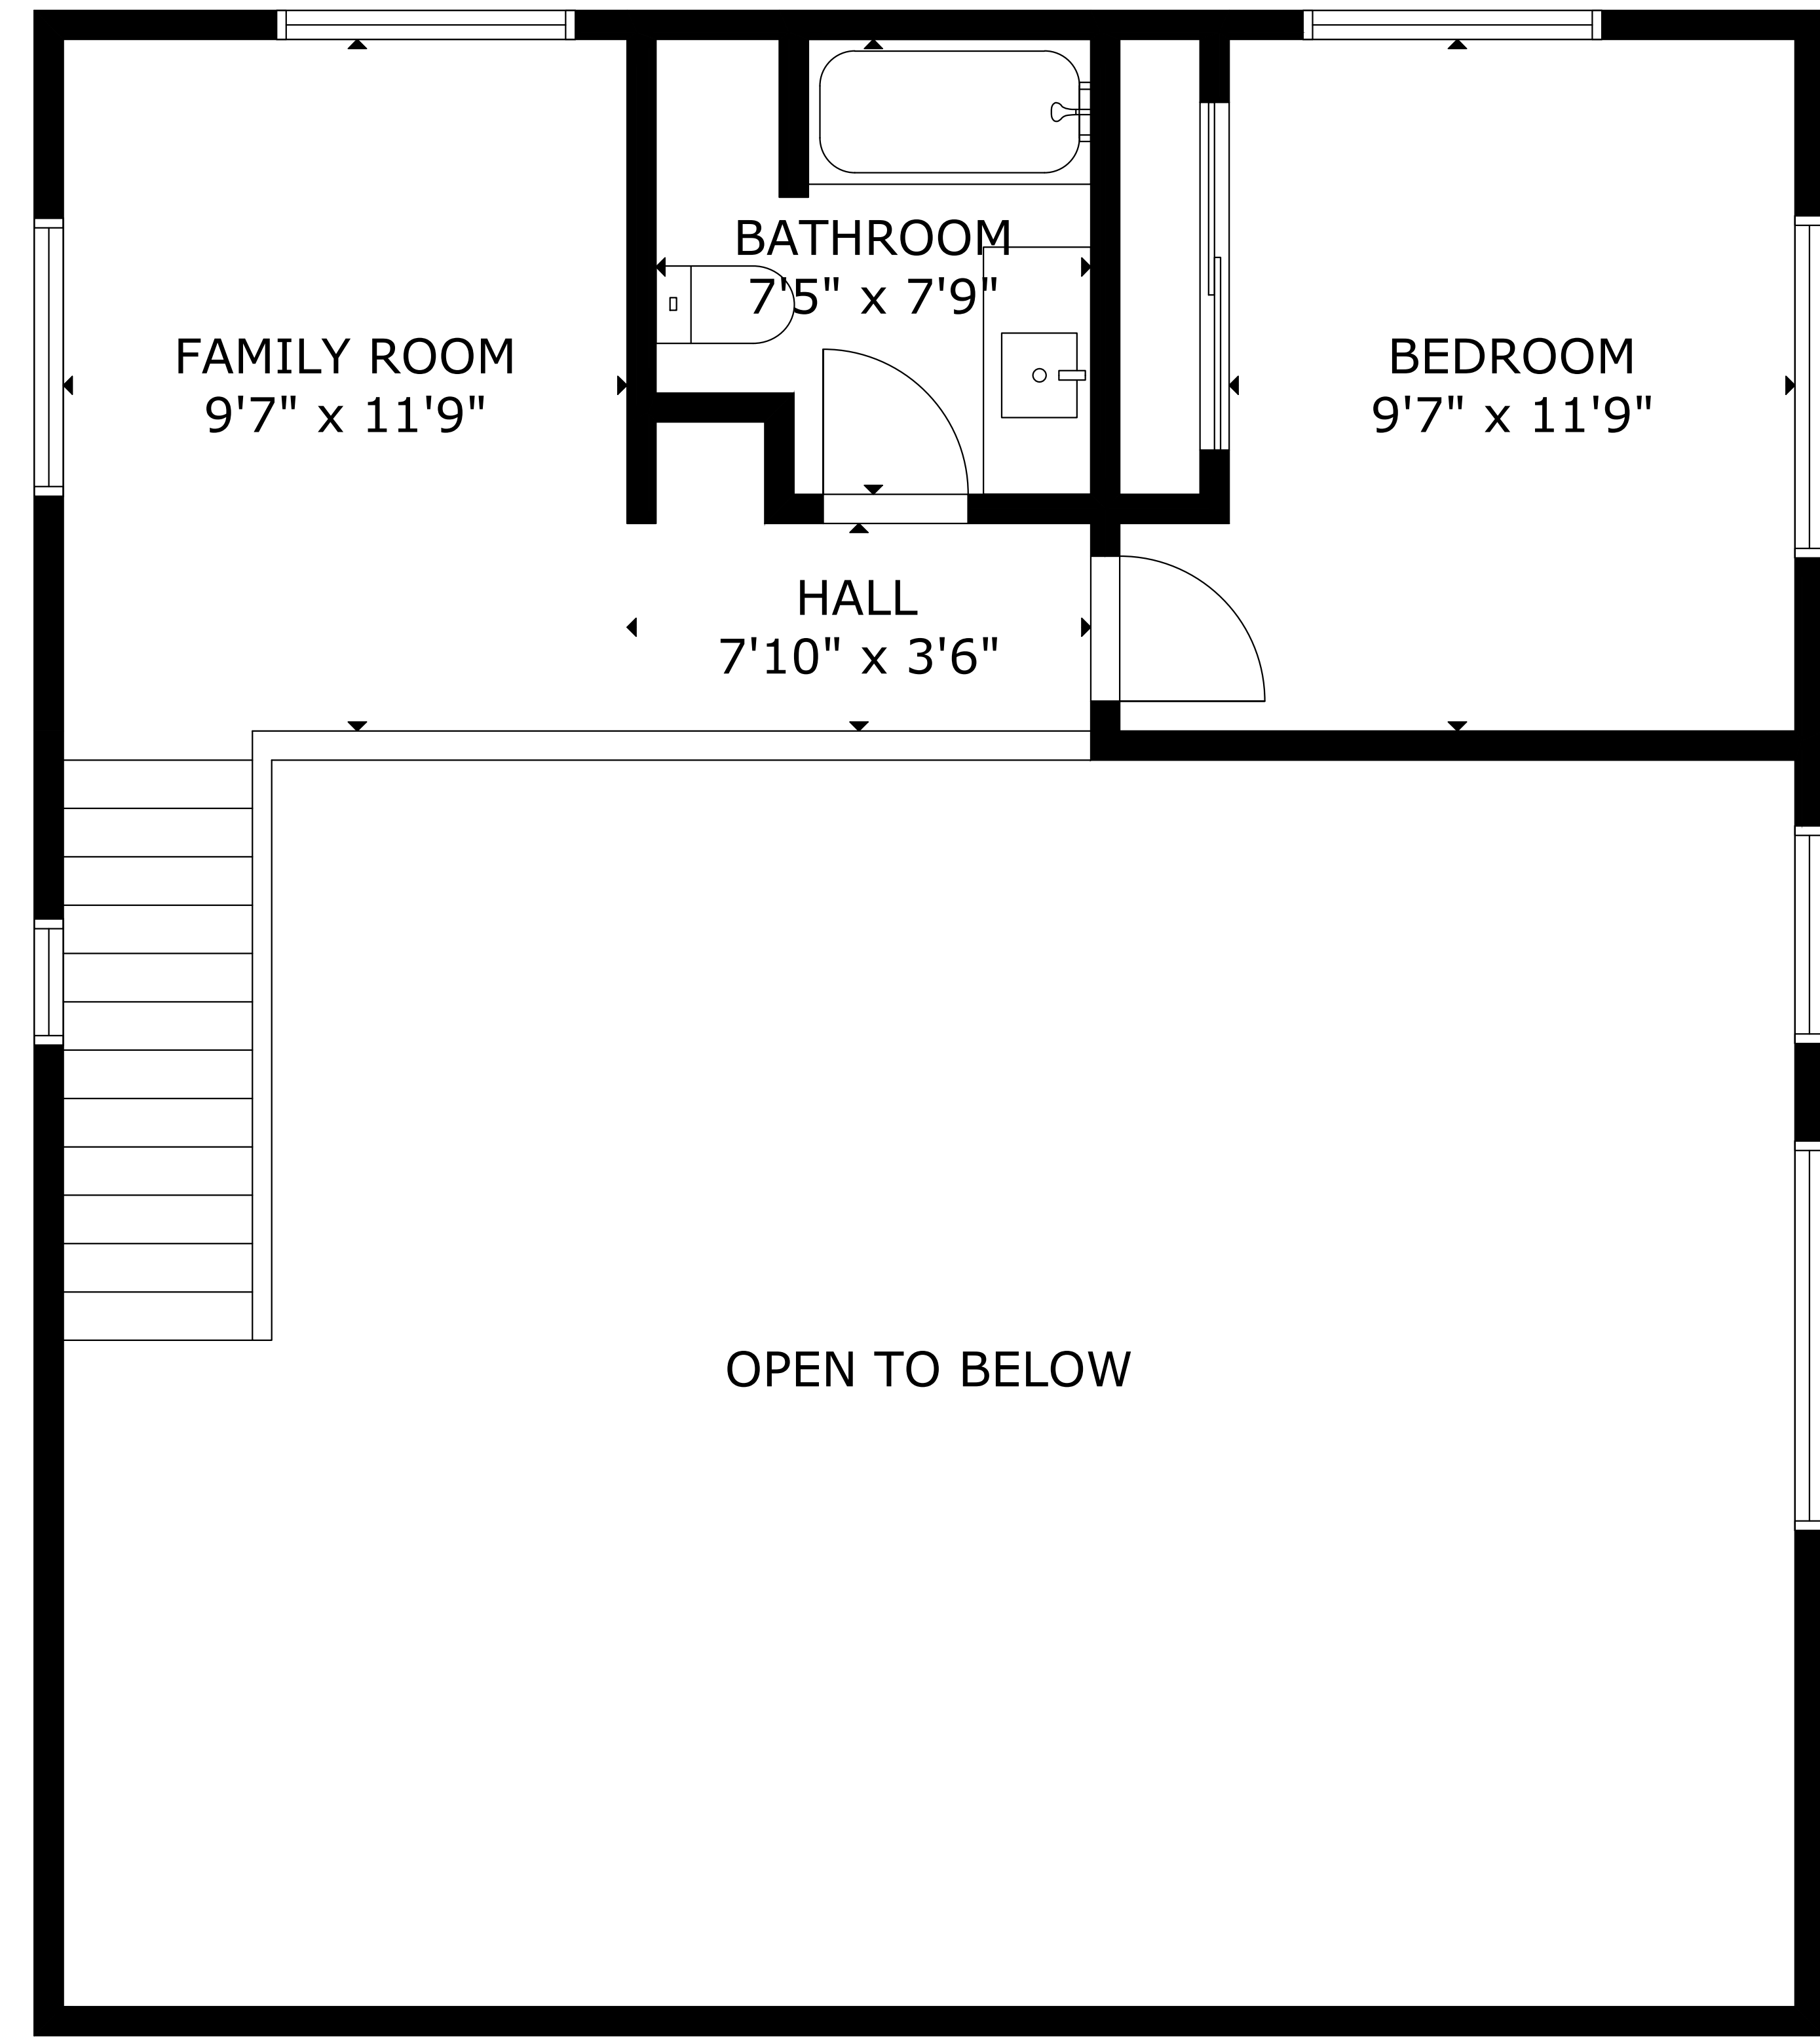 BATHROOM
7'5" x 7'9"
FAMILY ROOM
9'7" x 11'9"
BEDROOM
9'7" x 11'9"
HALL
7'10" x 3'6"
OPEN TO BELOW